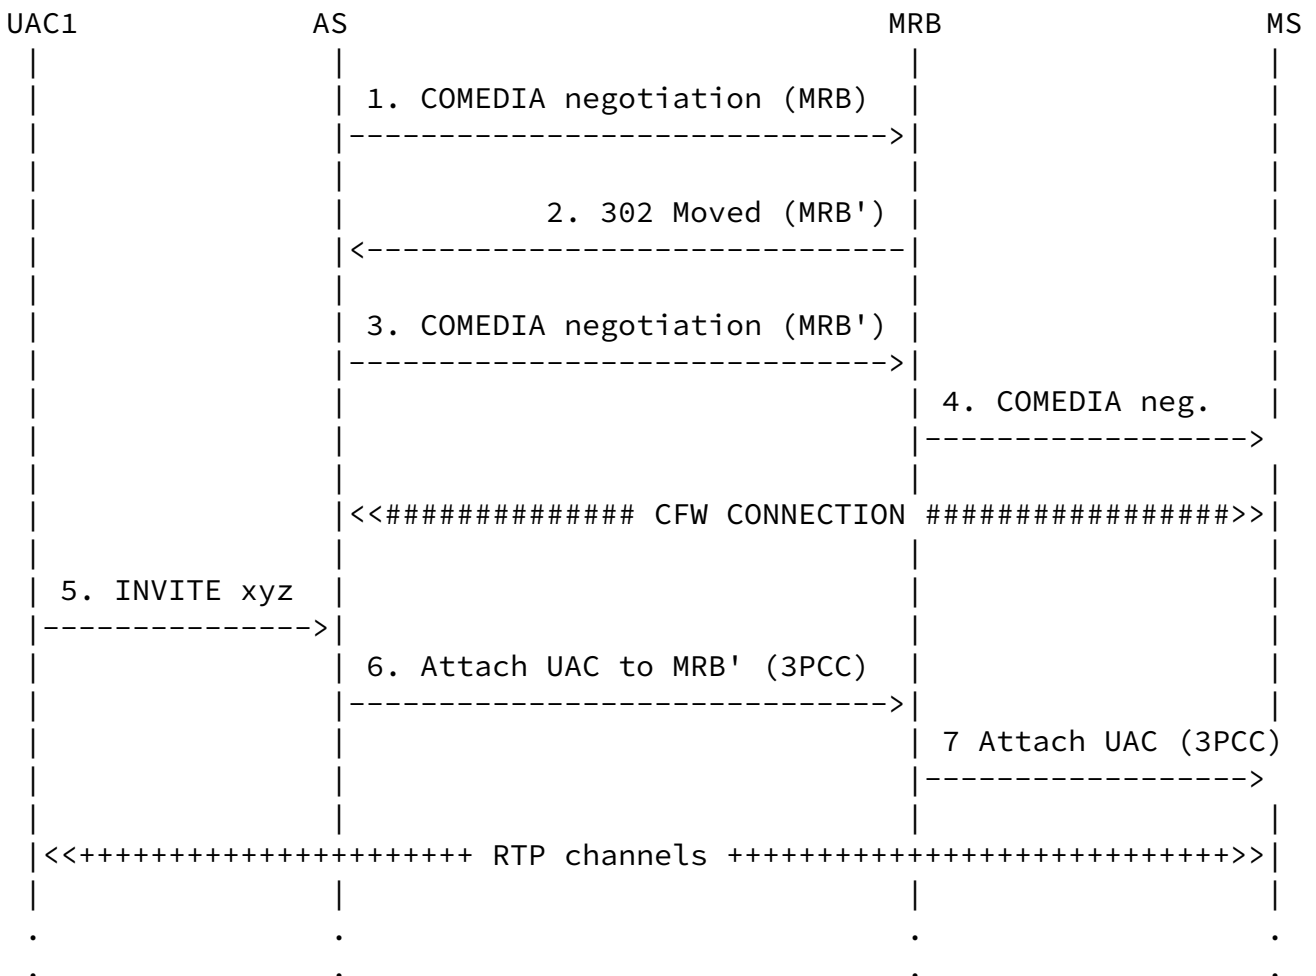 UAC1 AS MRB MS
1. COMEDIA negotiation (MRB)
2. 302 Moved (MRB')
3. COMEDIA negotiation (MRB')
4. COMEDIA neg.
CFW CONNECTION
5. INVITE xyz
6. Attach UAC to MRB' (3PCC)
7 Attach UAC (3PCC)
RTP channels